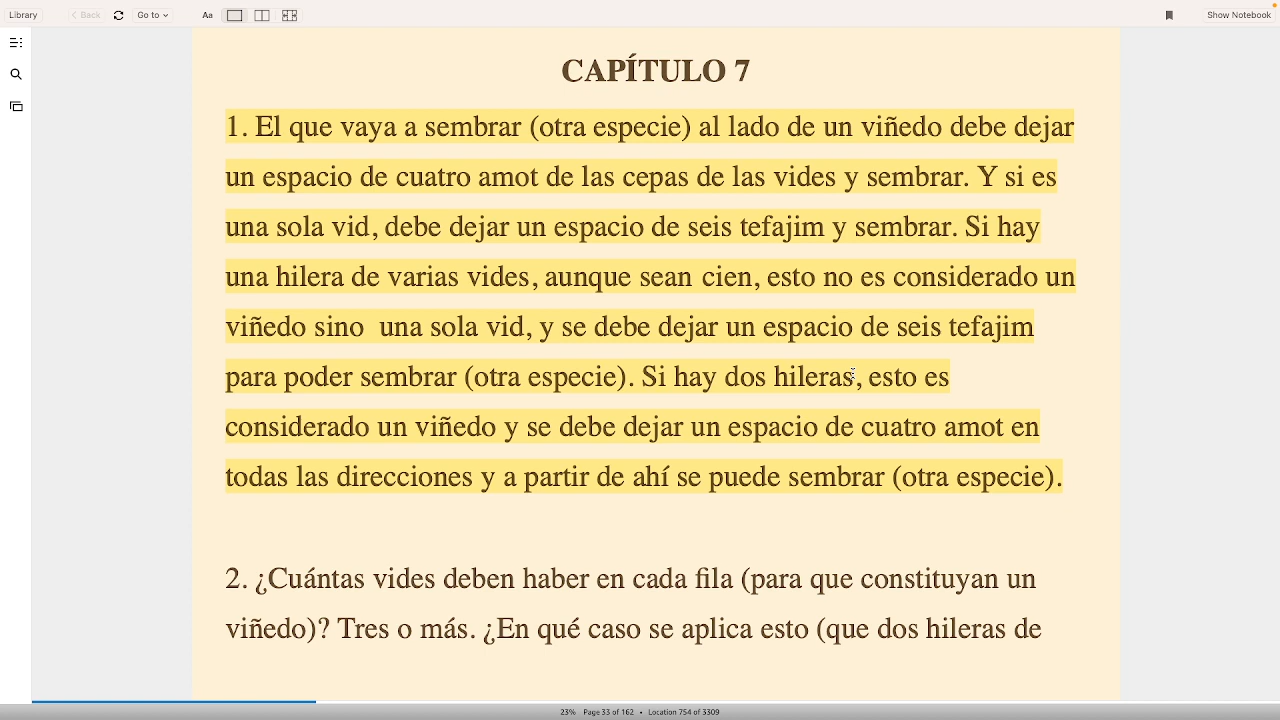 Library
Back
Go to
Aa
Show Notebook
CAPÍTULO 7
1. El que vaya a sembrar (otra especie) al lado de un viñedo debe dejar
un espacio de cuatro amot de las cepas de las vides y sembrar. Y si es
una sola vid, debe dejar un espacio de seis tefajim y sembrar. Si hay
una hilera de varias vides, aunque sean cien, esto no es considerado un
viñedo sino una sola vid, y se debe dejar un espacio de seis tefajim
para poder sembrar (otra especie). Si hay dos hileras, esto es
considerado un viñedo y se debe dejar un espacio de cuatro amot en
todas las direcciones y a partir de ahí se puede sembrar (otra especie).
2. ¿Cuántas vides deben haber en cada fila (para que constituyan un
viñedo)? Tres o más. ¿En qué caso se aplica esto (que dos hileras de
23% Page 33 of 162 • Location 754 of 3309